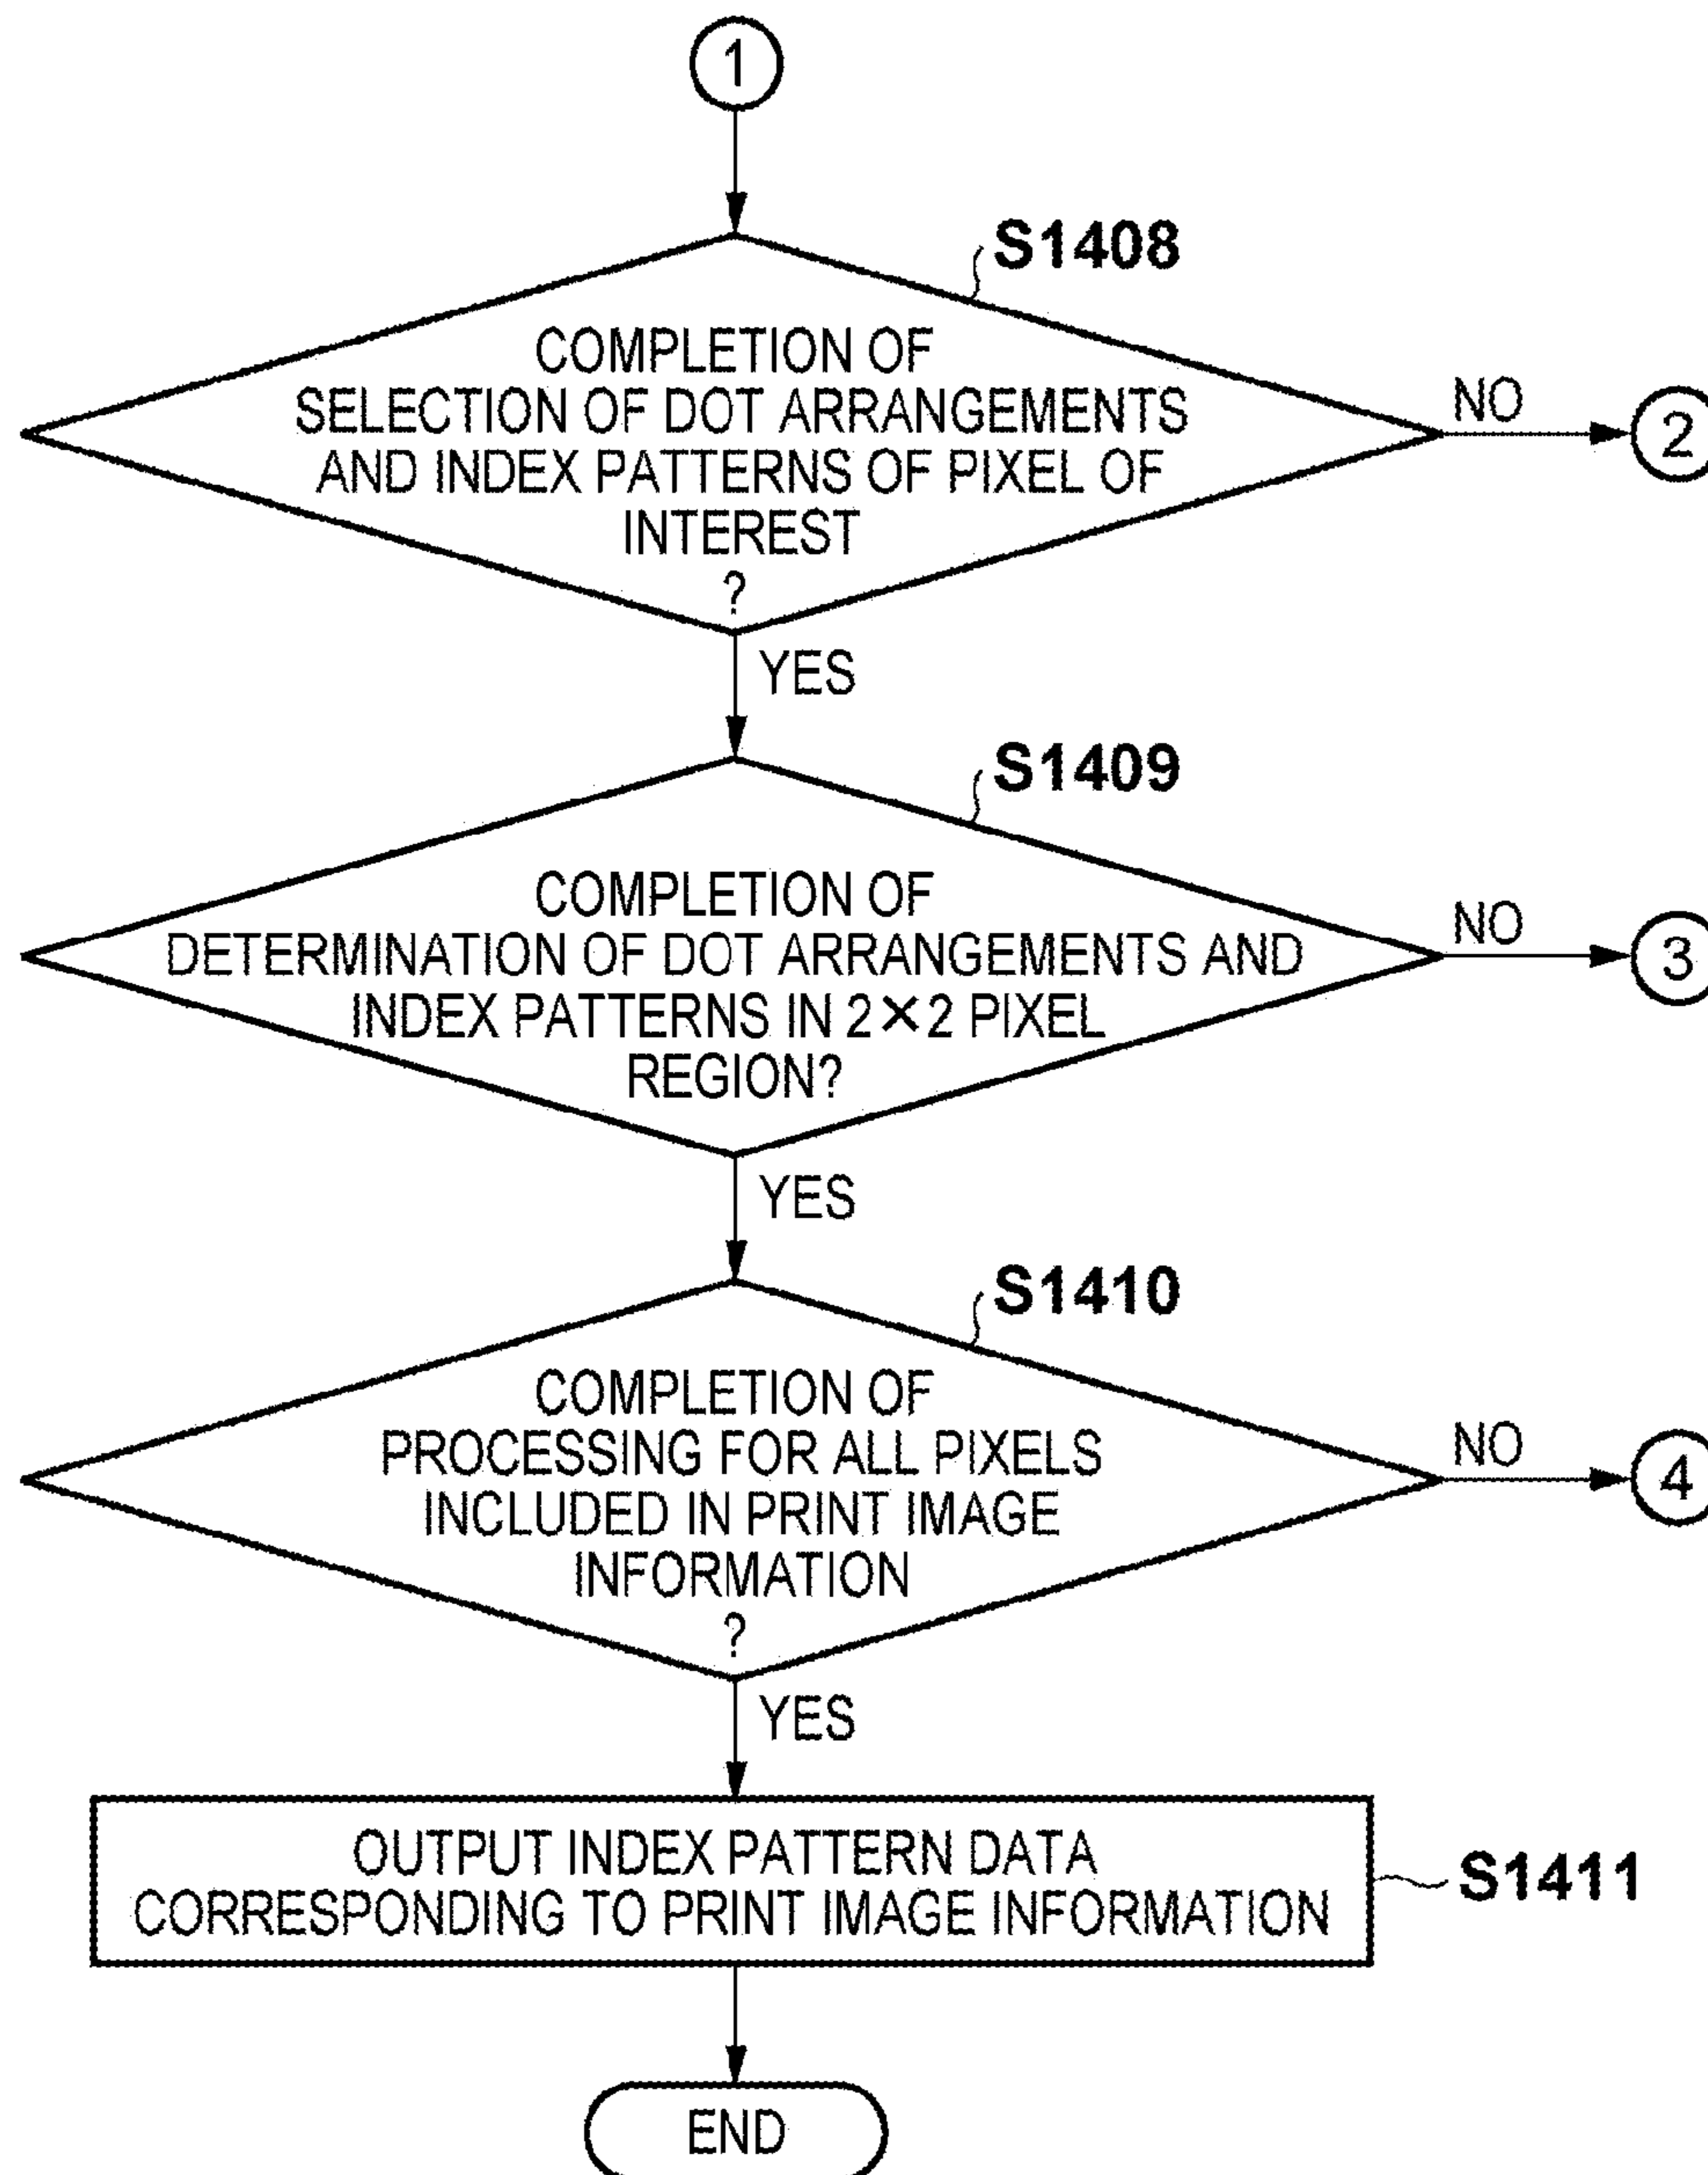 1
S1408
COMPLETION OF
SELECTION OF DOT ARRANGEMENTS
AND INDEX PATTERNS OF PIXEL OF
INTEREST
?
NO
2
YES
S1409
COMPLETION OF
DETERMINATION OF DOT ARRANGEMENTS AND
INDEX PATTERNS IN 2×2 PIXEL
REGION?
NO
3
YES
S1410
COMPLETION OF
PROCESSING FOR ALL PIXELS
INCLUDED IN PRINT IMAGE
INFORMATION
?
NO
4
YES
OUTPUT INDEX PATTERN DATA
CORRESPONDING TO PRINT IMAGE INFORMATION
S1411
END